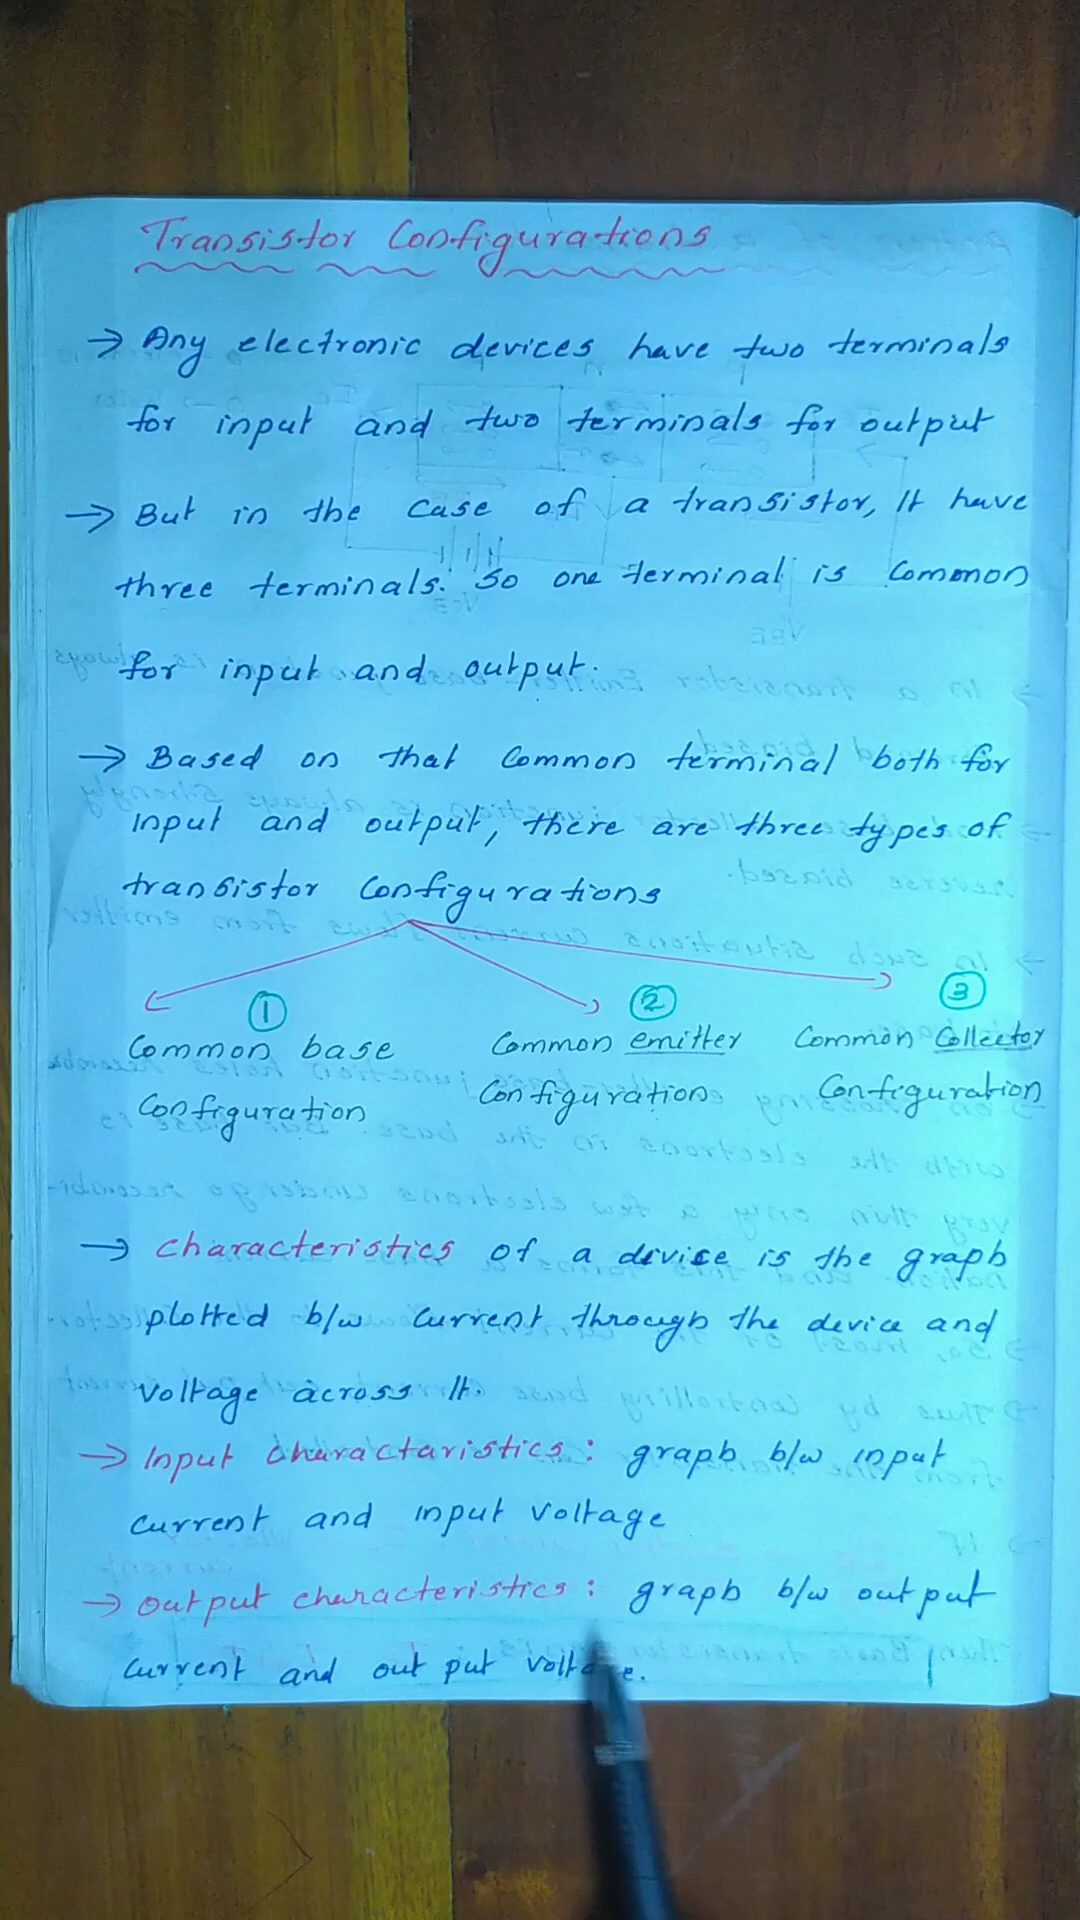 Transistor Configurations
→ Any electronic devices have two terminals
for input and two terminals for output
→ But in the case of a transistor, It have
three terminals. So one terminal is Common
for input and output.
→ Based on that Common terminal both for
input and output, there are three types of
transistor Configurations
① ② ③
Common base Common emitter Common Collector
Configuration Configuration Configuration
→ Characteristics of a device is the graph
plotted b/w Current through the device and
Voltage across It.
→ Input Charactaristics: graph b/w input
Current and input Voltage
→ Output characteristics: graph b/w output
Current and out put